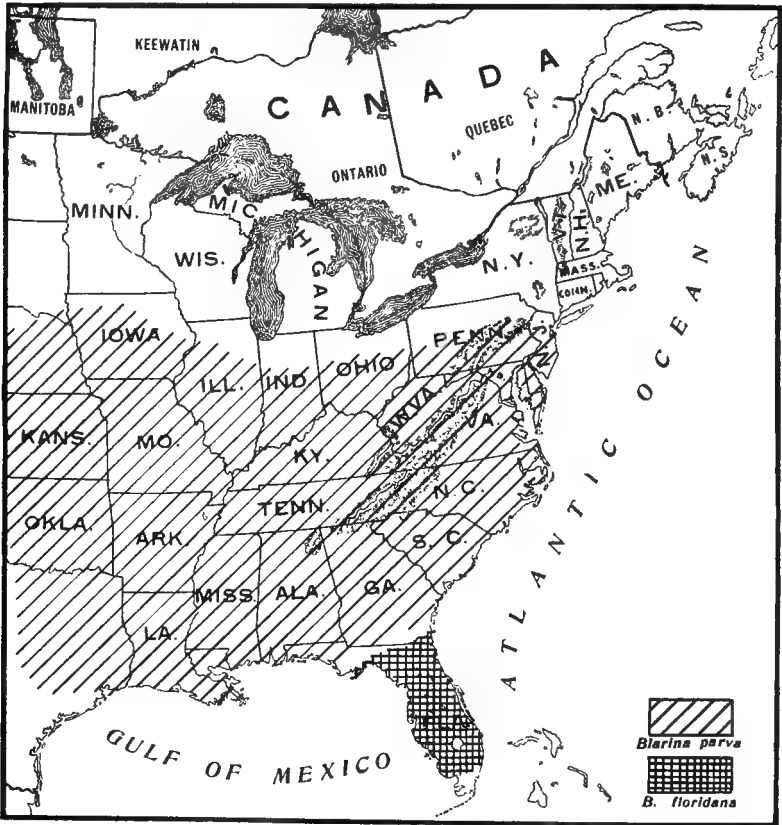 KEEWATIN
MANITOBA
CANADA
QUEBEC
N.B.
N.S.
ONTARIO
ME.
MINN.
MICHIGAN
WIS.
N.H.
N.Y.
MASS.
CONN.
IOWA
PENN.
ILL.
IND.
OHIO
N.J.
W.VA.
VA.
KANS.
MO.
KY.
OKLA.
ARK.
TENN.
N.C.
S.C.
MISS.
ALA.
GA.
LA.
ATLANTIC OCEAN
GULF OF MEXICO
Blarina parva
B. floridana